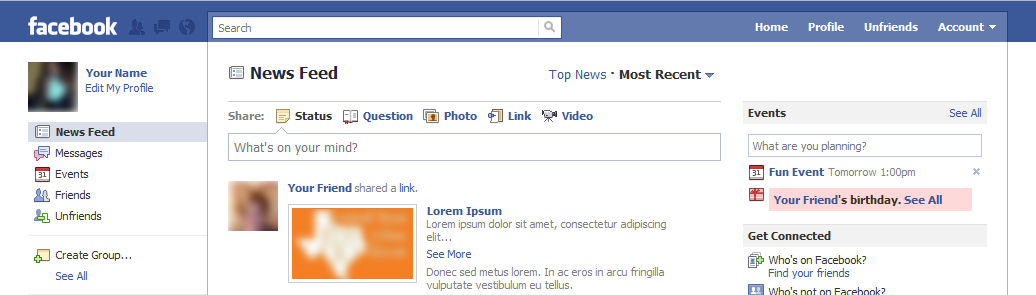 facebook
Search
Home Profile Unfriends Account
Your Name
Edit My Profile
News Feed
Messages
31 Events
Friends
Unfriends
Create Group...
See All
News Feed
Top News · Most Recent
Share: Status Question Photo Link Video
What's on your mind?
Your Friend shared a link.
Lorem Ipsum
Lorem ipsum dolor sit amet, consectetur adipiscing
elit...
See More
Donec sed metus lorem. In ac eros in arcu fringilla
vulputate vestibulum eu tellus.
Events See All
What are you planning?
31 Fun Event Tomorrow 1:00pm
Your Friend's birthday. See All
Get Connected
Who's on Facebook?
Find your friends
Who's not on Facebook?